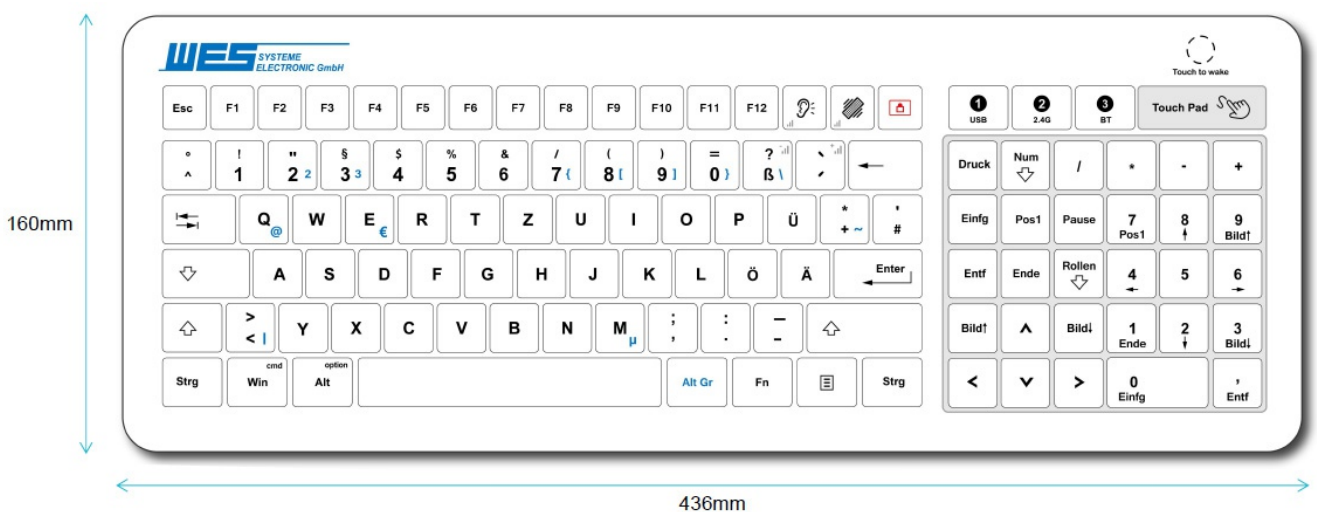 WES SYSTEME
ELECTRONIC GmbH
Touch to wake
Esc F1 F2 F3 F4 F5 F6 F7 F8 F9 F10 F11 F12 1 USB 2 2.4G 3 BT Touch Pad
° ^ ! 1 " 2 2 § 3 3 $ 4 % 5 & 6 / 7 { ( 8 [ ) 9 ] = 0 } ? ß \ ` ´ ← Druck Num / * - +
Q @ W E € R T Z U I O P Ü * + ~ ' # Einfg Pos1 Pause 7 Pos1 8 ↑ 9 Bild↑
160mm
A S D F G H J K L Ö Ä Enter Entf Ende Rollen 4 ← 5 6 →
> < | Y X C V B N M µ ; , : . _ - Bild↑ ^ Bild↓ 1 Ende 2 ↓ 3 Bild↓
Strg Win cmd Alt option Alt Gr Fn Strg < v > 0 Einfg , Entf
436mm